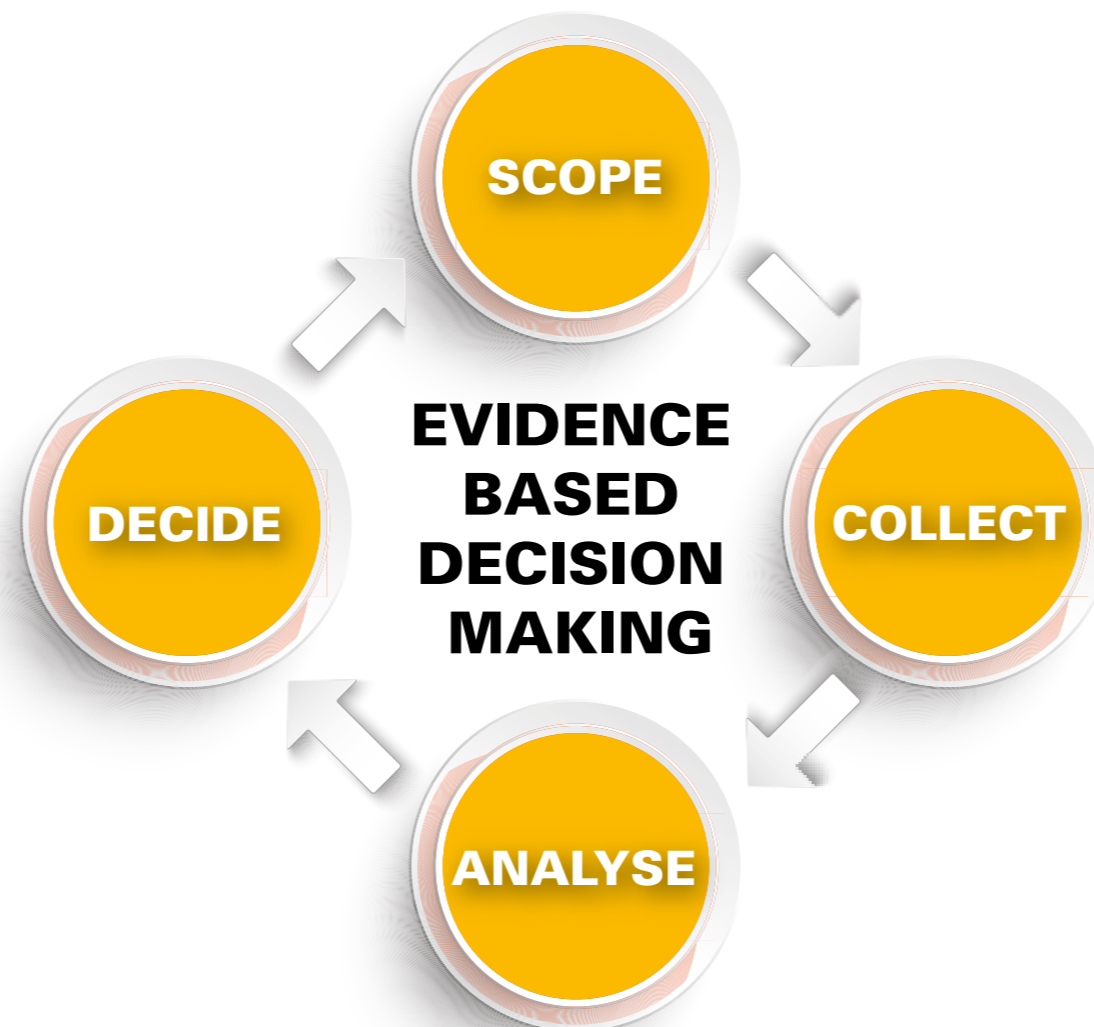 SCOPE
EVIDENCE
BASED
DECISION
MAKING
DECIDE
COLLECT
ANALYSE